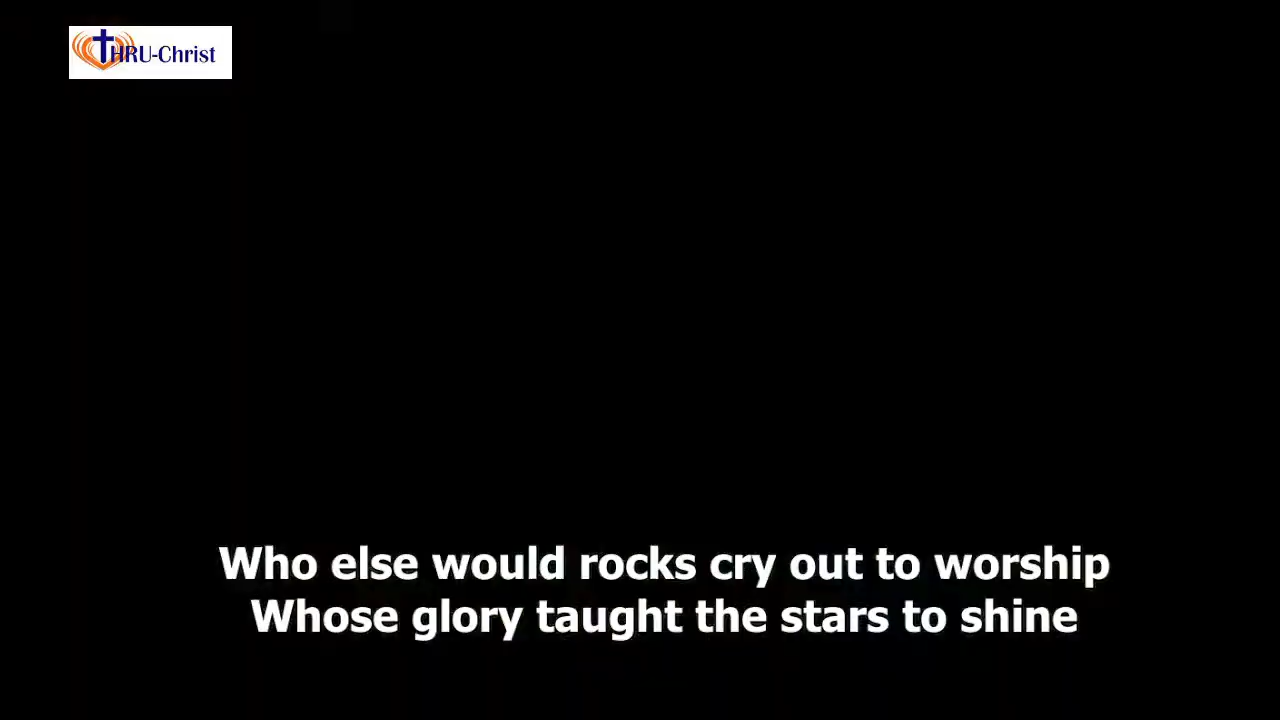 THRU-Christ
Who else would rocks cry out to worship
Whose glory taught the stars to shine